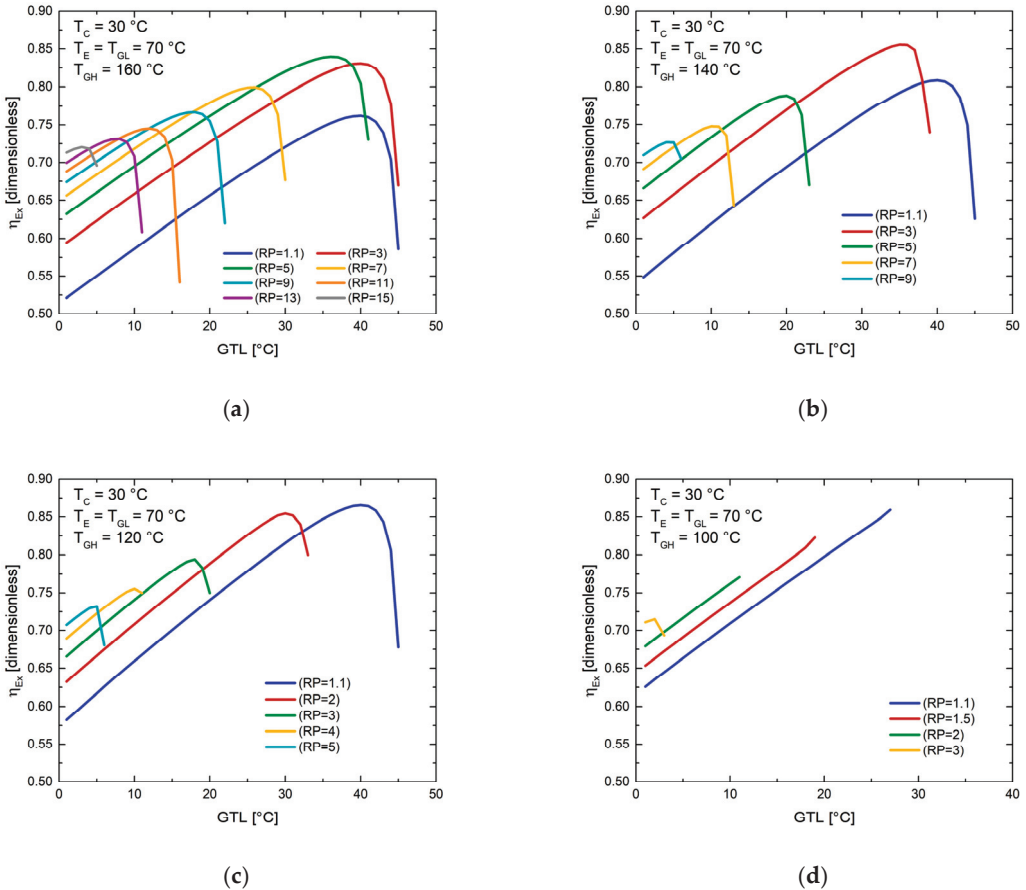 T_C = 30 °C
T_E = T_GL = 70 °C
T_GH = 160 °C
η_Ex [dimensionless]
0.90
0.85
0.80
0.75
0.70
0.65
0.60
0.55
0.50
(RP=1.1) (RP=3)
(RP=5) (RP=7)
(RP=9) (RP=11)
(RP=13) (RP=15)
0 10 20 30 40 50
GTL [°C]
(a)
T_C = 30 °C
T_E = T_GL = 70 °C
T_GH = 140 °C
η_Ex [dimensionless]
0.90
0.85
0.80
0.75
0.70
0.65
0.60
0.55
0.50
(RP=1.1)
(RP=3)
(RP=5)
(RP=7)
(RP=9)
0 10 20 30 40 50
GTL [°C]
(b)
T_C = 30 °C
T_E = T_GL = 70 °C
T_GH = 120 °C
η_Ex [dimensionless]
0.90
0.85
0.80
0.75
0.70
0.65
0.60
0.55
0.50
(RP=1.1)
(RP=2)
(RP=3)
(RP=4)
(RP=5)
0 10 20 30 40 50
GTL [°C]
(c)
T_C = 30 °C
T_E = T_GL = 70 °C
T_GH = 100 °C
η_Ex [dimensionless]
0.90
0.85
0.80
0.75
0.70
0.65
0.60
0.55
0.50
(RP=1.1)
(RP=1.5)
(RP=2)
(RP=3)
0 10 20 30 40
GTL [°C]
(d)